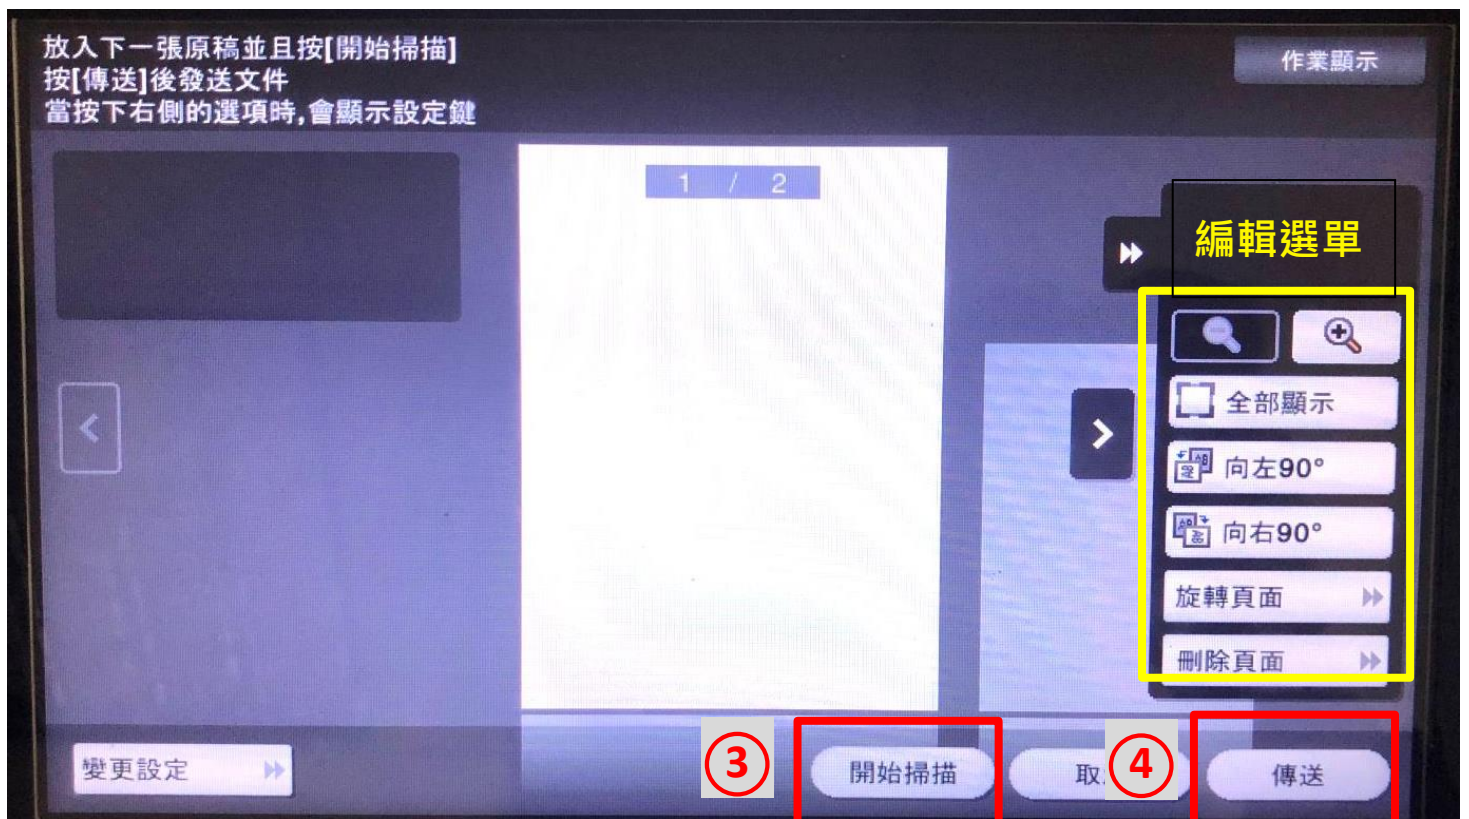 放入下一張原稿並且按[開始掃描]
按[傳送]後發送文件
當按下右側的選項時,會顯示設定鍵
作業顯示
1 / 2
編輯選單
全部顯示
向左90°
向右90°
旋轉頁面
刪除頁面
變更設定
③
開始掃描
取
④
傳送